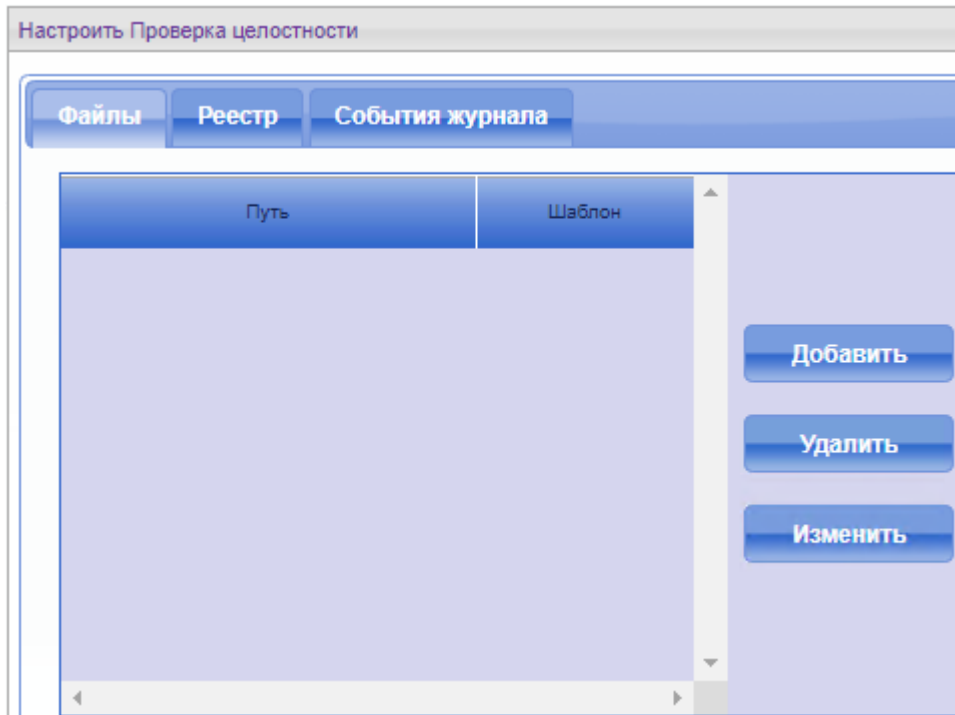 Настроить Проверка целостности
Файлы Реестр События журнала
Путь Шаблон
Добавить
Удалить
Изменить